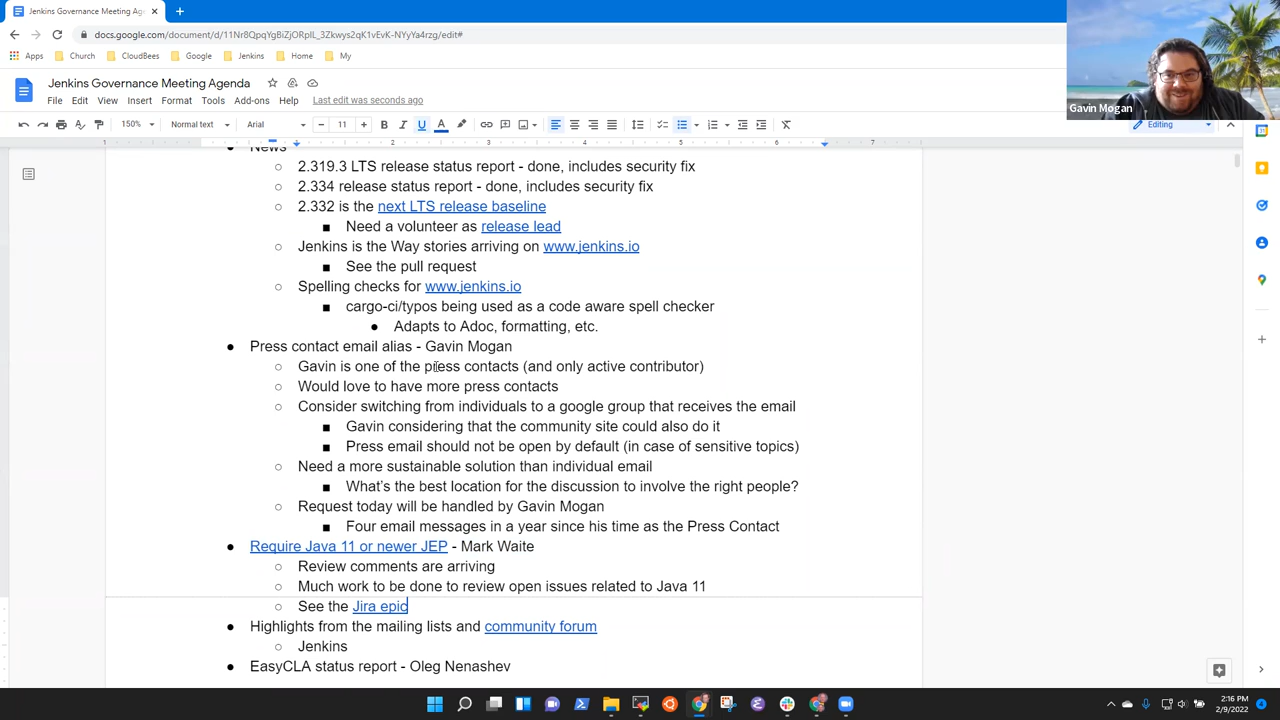 Jenkins Governance Meeting Age
docs.google.com/document/d/11Nr8QpqYgBiZjORpIL_3Zkwys2qK1vEvK-NYyYa4rzg/edit#
Apps
Church
CloudBees
Google
Jenkins
Home
My
Gavin Mogan
Jenkins Governance Meeting Agenda
File Edit View Insert Format Tools Add-ons Help Last edit was seconds ago
150% Normal text Arial 11 Editing
1 2 3 4 5 6 7
News
2.319.3 LTS release status report - done, includes security fix
2.334 release status report - done, includes security fix
2.332 is the next LTS release baseline
Need a volunteer as release lead
Jenkins is the Way stories arriving on www.jenkins.io
See the pull request
Spelling checks for www.jenkins.io
cargo-ci/typos being used as a code aware spell checker
Adapts to Adoc, formatting, etc.
Press contact email alias - Gavin Mogan
Gavin is one of the press contacts (and only active contributor)
Would love to have more press contacts
Consider switching from individuals to a google group that receives the email
Gavin considering that the community site could also do it
Press email should not be open by default (in case of sensitive topics)
Need a more sustainable solution than individual email
What's the best location for the discussion to involve the right people?
Request today will be handled by Gavin Mogan
Four email messages in a year since his time as the Press Contact
Require Java 11 or newer JEP - Mark Waite
Review comments are arriving
Much work to be done to review open issues related to Java 11
See the Jira epic
Highlights from the mailing lists and community forum
Jenkins
EasyCLA status report - Oleg Nenashev
2:16 PM
2/9/2022